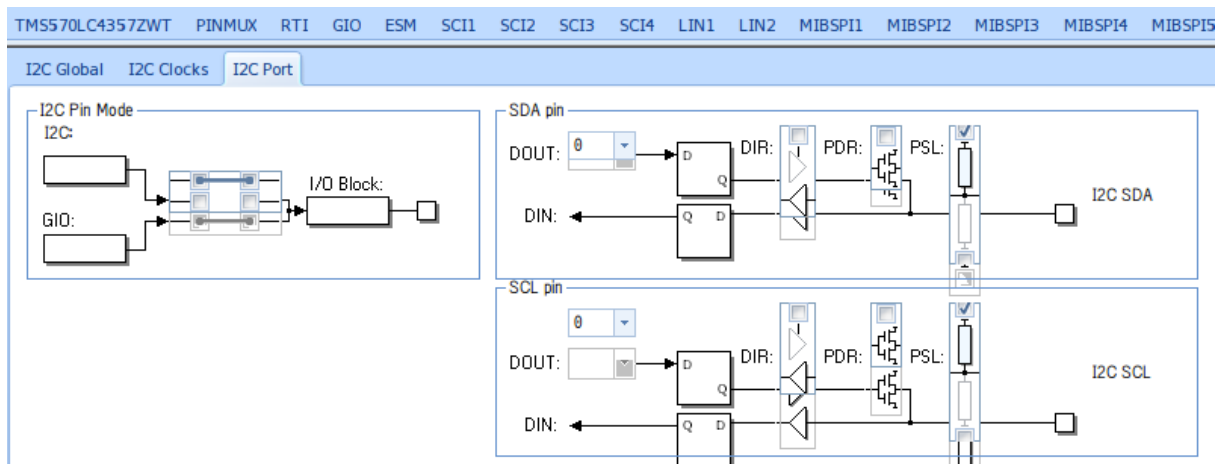 TMS570LC4357ZWT PINMUX RTI GIO ESM SCI1 SCI2 SCI3 SCI4 LIN1 LIN2 MIBSPI1 MIBSPI2 MIBSPI3 MIBSPI4 MIBSPI5
I2C Global I2C Clocks I2C Port
I2C Pin Mode
I2C:
I/O Block:
GIO:
SDA pin
DOUT: 0 D Q DIR: PDR: PSL:
DIN: Q D I2C SDA
SCL pin
0
DOUT: D Q DIR: PDR: PSL: I2C SCL
DIN: Q D